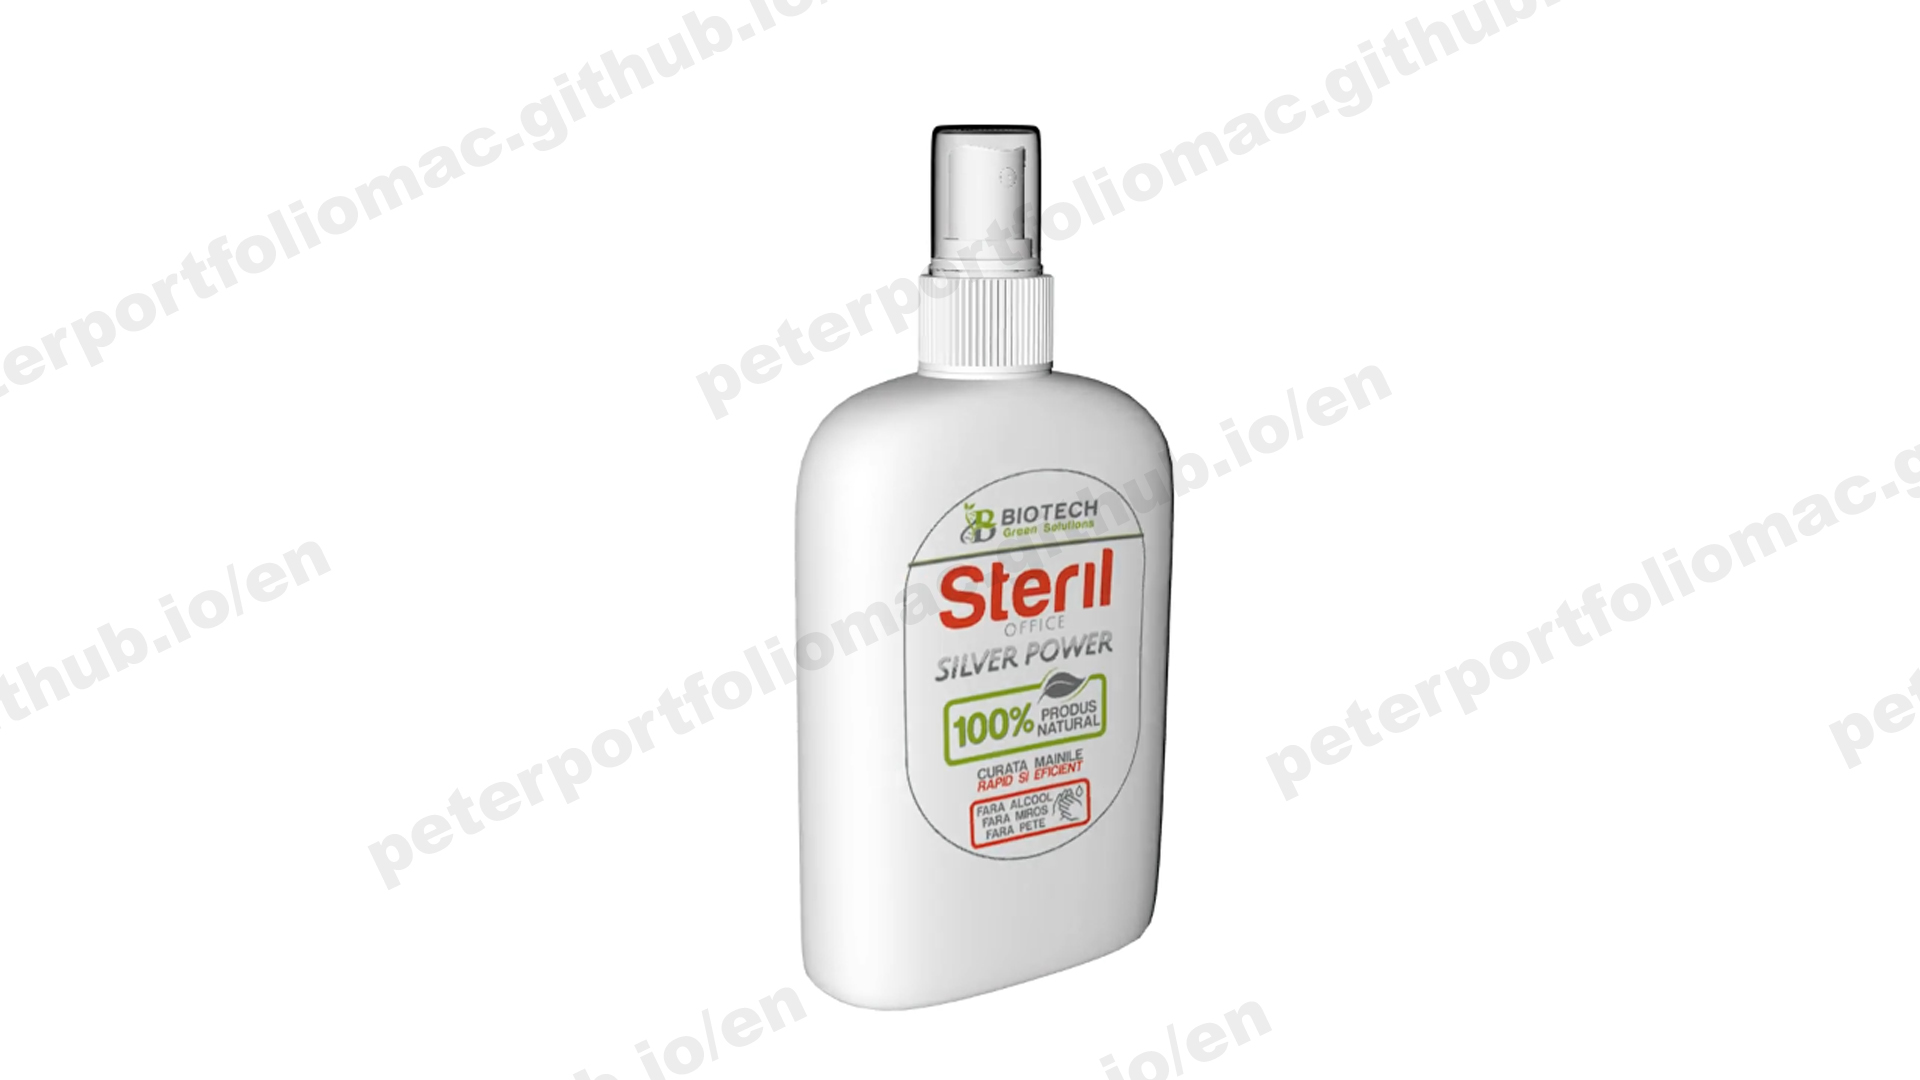 BIOTECH
Green Solutions
Steril
OFFICE
SILVER POWER
100% PRODUS
NATURAL
CURATA MAINILE
RAPID SI EFICIENT
FARA ALCOOL
FARA MIROS
FARA PETE
peterportfoliomac.github.io/en